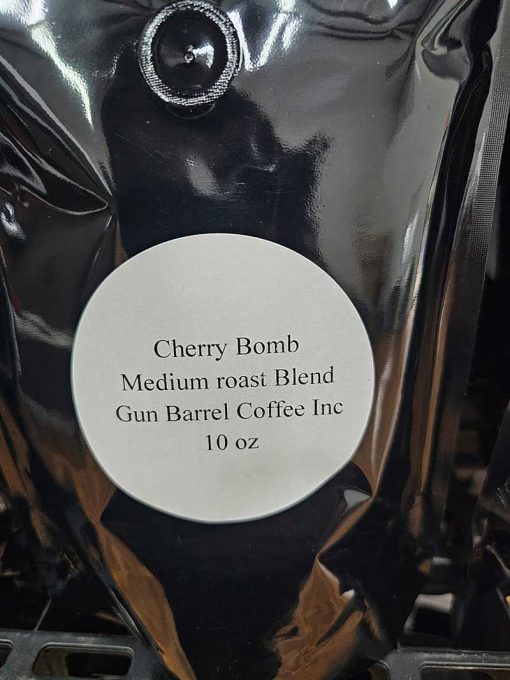 Cherry Bomb
Medium roast Blend
Gun Barrel Coffee Inc
10 oz